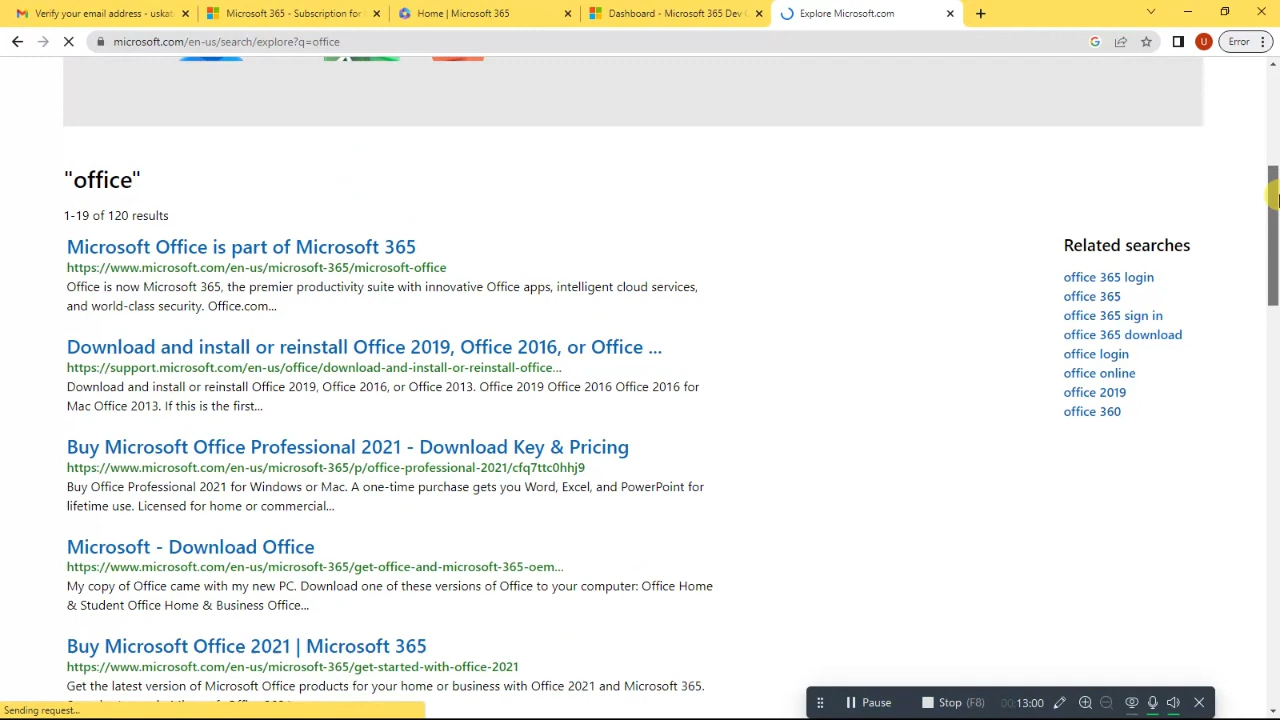 Verify your email address - uskat
Microsoft 365 - Subscription for
Home | Microsoft 365
Dashboard - Microsoft 365 Dev
Explore Microsoft.com
microsoft.com/en-us/search/explore?q=office
U
Error
"office"
1-19 of 120 results
Microsoft Office is part of Microsoft 365
https://www.microsoft.com/en-us/microsoft-365/microsoft-office
Office is now Microsoft 365, the premier productivity suite with innovative Office apps, intelligent cloud services,
and world-class security. Office.com...
Download and install or reinstall Office 2019, Office 2016, or Office ...
https://support.microsoft.com/en-us/office/download-and-install-or-reinstall-office...
Download and install or reinstall Office 2019, Office 2016, or Office 2013. Office 2019 Office 2016 Office 2016 for
Mac Office 2013. If this is the first...
Buy Microsoft Office Professional 2021 - Download Key & Pricing
https://www.microsoft.com/en-us/microsoft-365/p/office-professional-2021/cfq7ttc0hhj9
Buy Office Professional 2021 for Windows or Mac. A one-time purchase gets you Word, Excel, and PowerPoint for
lifetime use. Licensed for home or commercial...
Microsoft - Download Office
https://www.microsoft.com/en-us/microsoft-365/get-office-and-microsoft-365-oem...
My copy of Office came with my new PC. Download one of these versions of Office to your computer: Office Home
& Student Office Home & Business Office...
Buy Microsoft Office 2021 | Microsoft 365
https://www.microsoft.com/en-us/microsoft-365/get-started-with-office-2021
Get the latest version of Microsoft Office products for your home or business with Office 2021 and Microsoft 365.
Related searches
office 365 login
office 365
office 365 sign in
office 365 download
office login
office online
office 2019
office 360
Sending request...
Pause
Stop (F8)
00:13:00